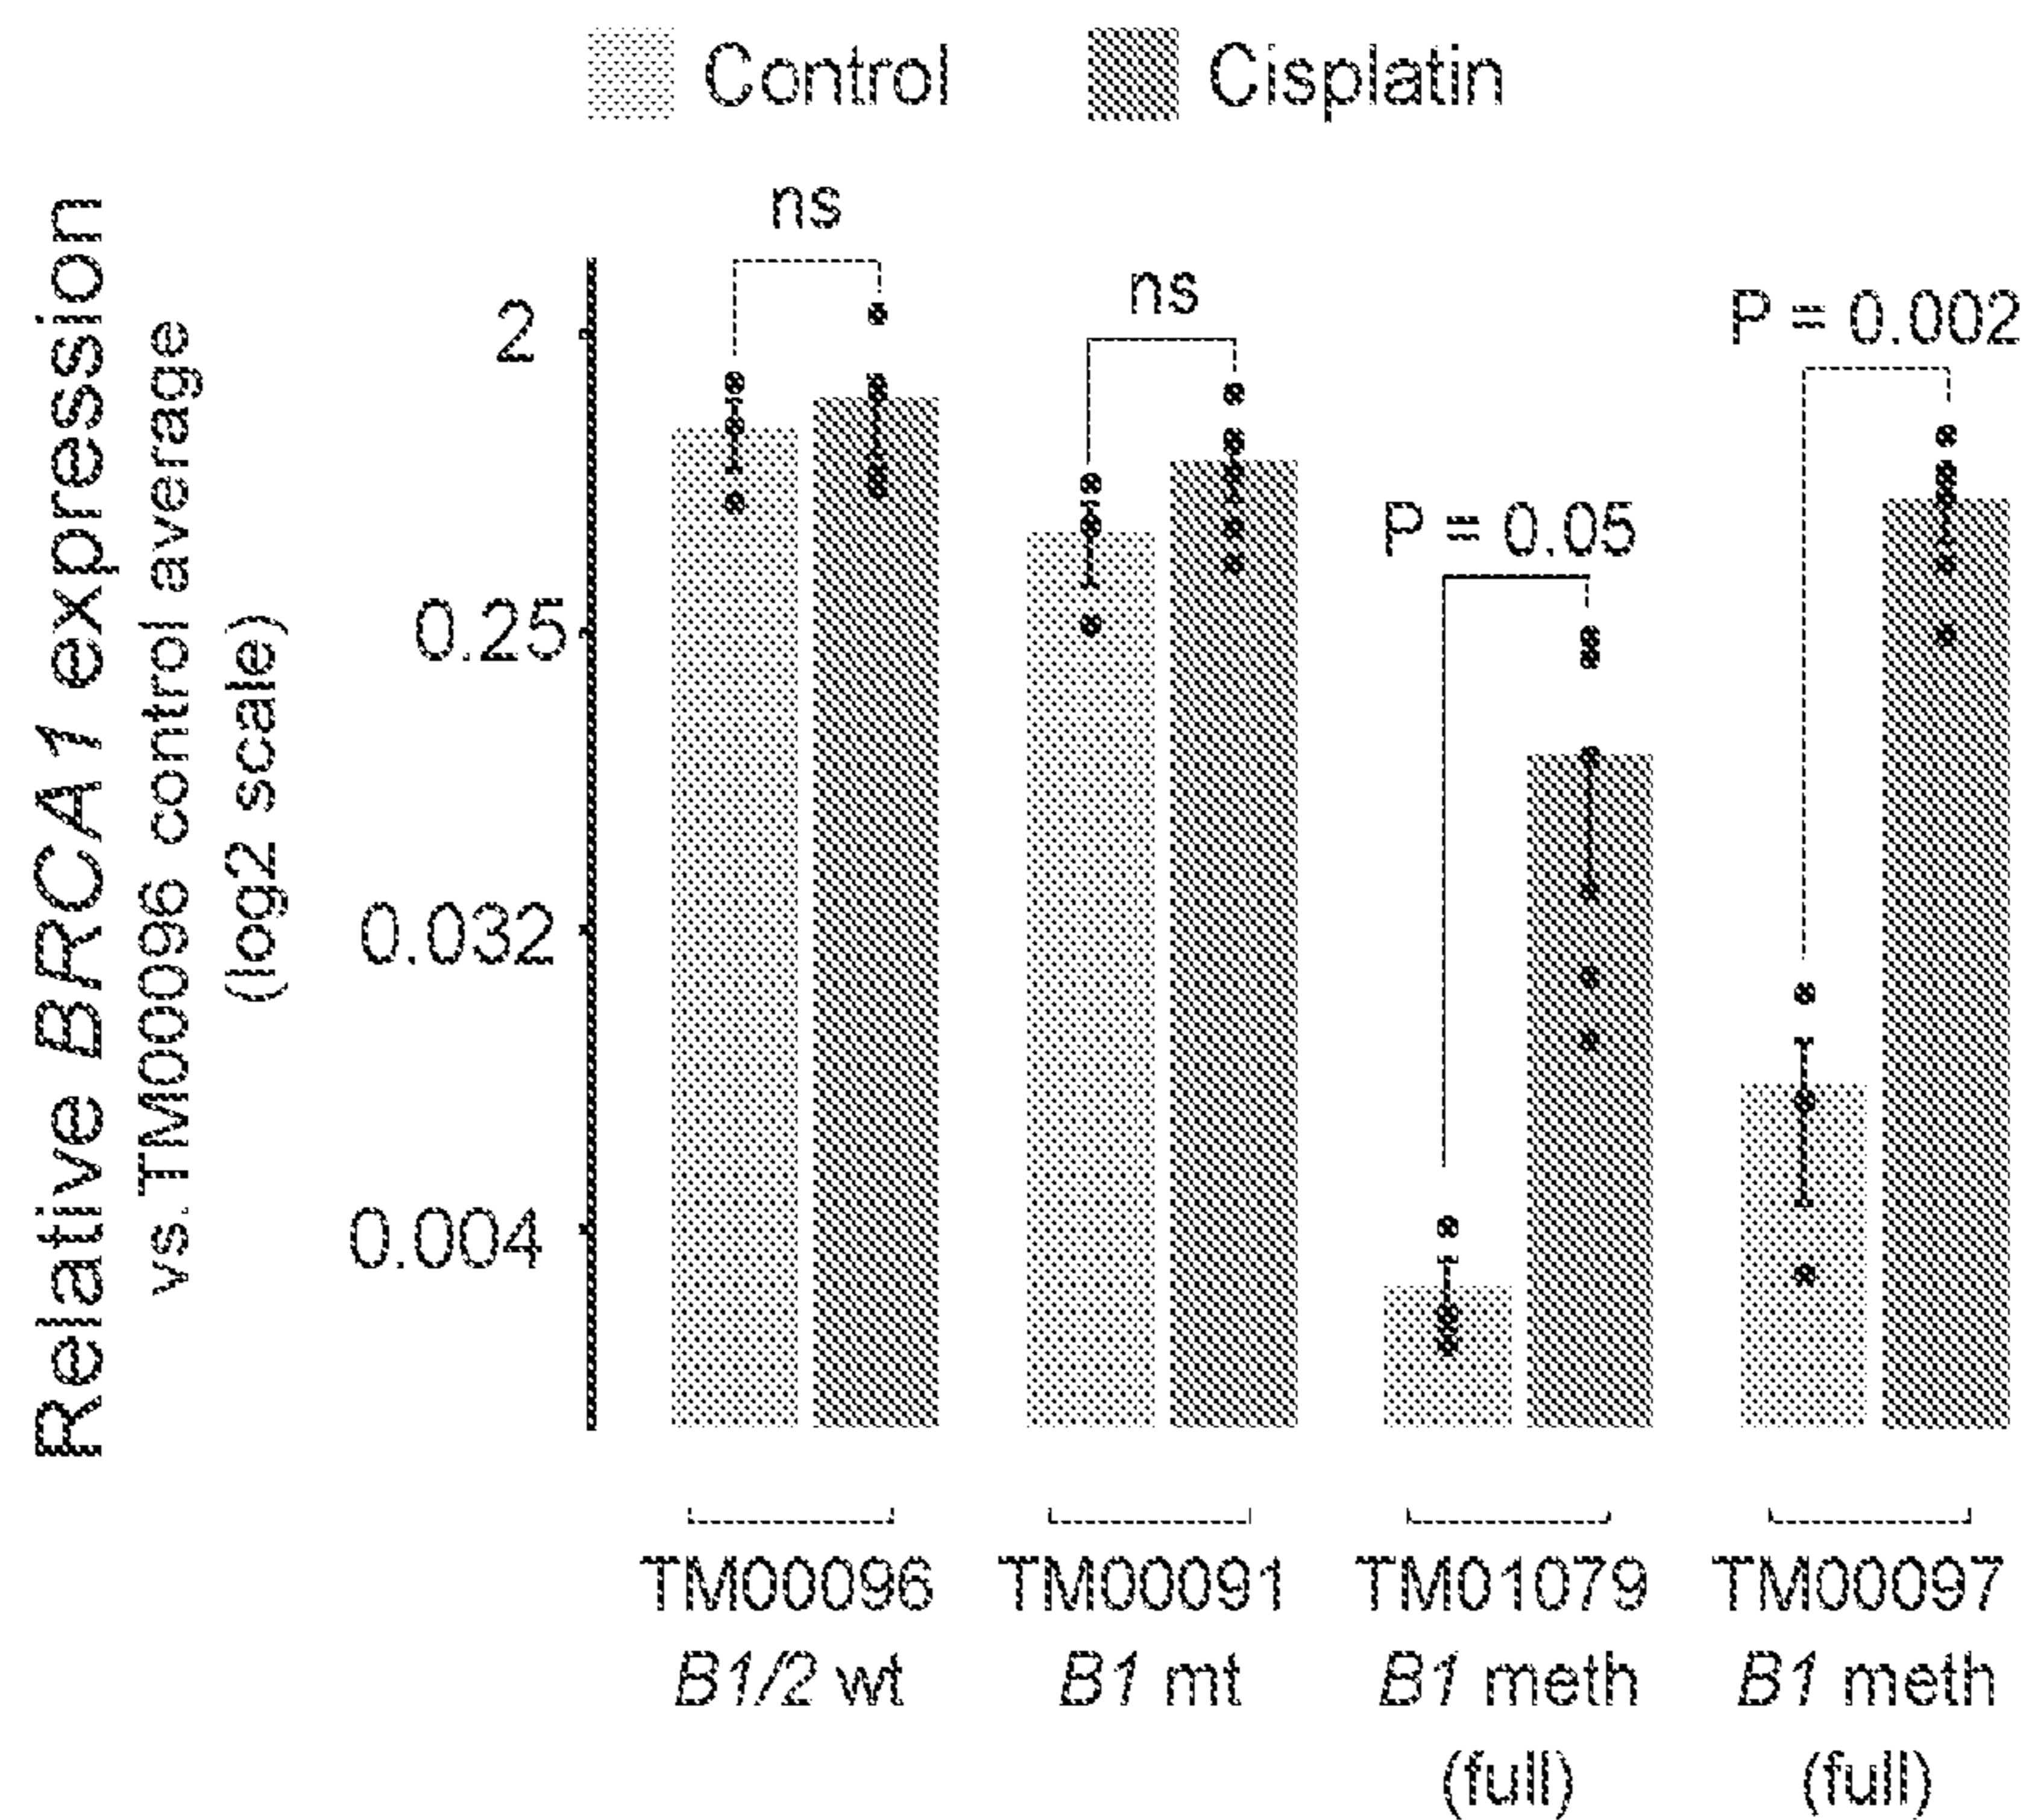 Control Cisplatin
Relative BRCA1 expression
vs. TM00096 control average
(log2 scale)
2
0.25
0.032
0.004
ns
ns
P = 0.05
P = 0.002
TM00096 TM00091 TM01079 TM00097
B1/2 wt B1 mt B1 meth B1 meth
(full) (full)